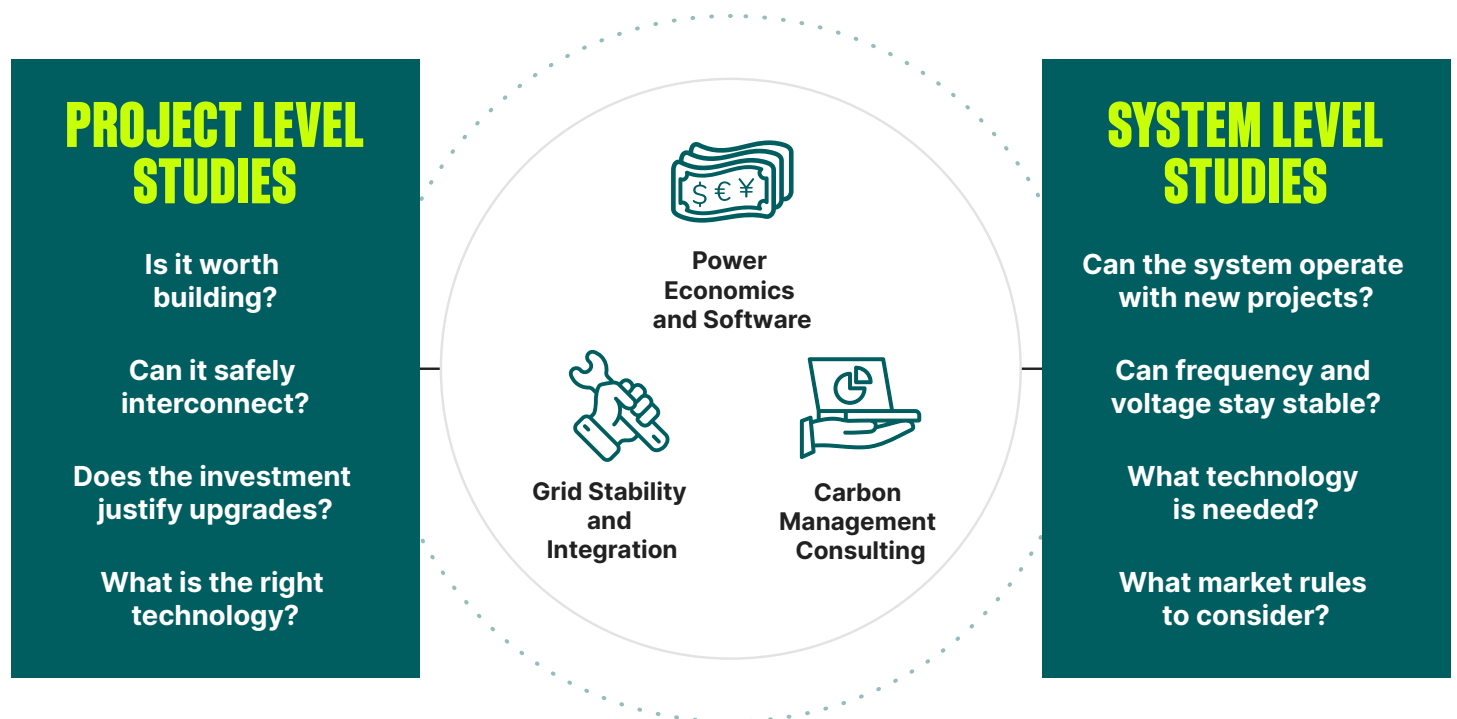 PROJECT LEVEL
STUDIES
Is it worth
building?
Can it safely
interconnect?
Does the investment
justify upgrades?
What is the right
technology?
$ € ¥
Power
Economics
and Software
Grid Stability
and
Integration
Carbon
Management
Consulting
SYSTEM LEVEL
STUDIES
Can the system operate
with new projects?
Can frequency and
voltage stay stable?
What technology
is needed?
What market rules
to consider?